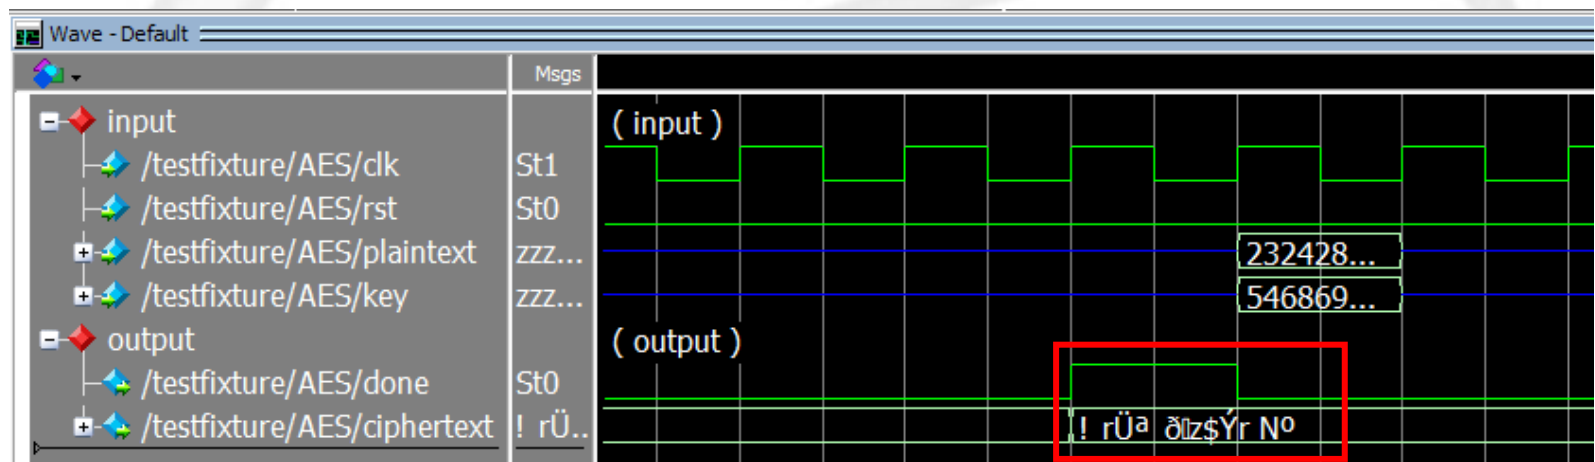 Wave - Default
Msgs
input
( input )
/testfixture/AES/clk St1
/testfixture/AES/rst St0
/testfixture/AES/plaintext zzz... 232428...
/testfixture/AES/key zzz... 546869...
output
( output )
/testfixture/AES/done St0
/testfixture/AES/ciphertext ! rÜ.. ! rÜª ð▯z$Ýr Nº